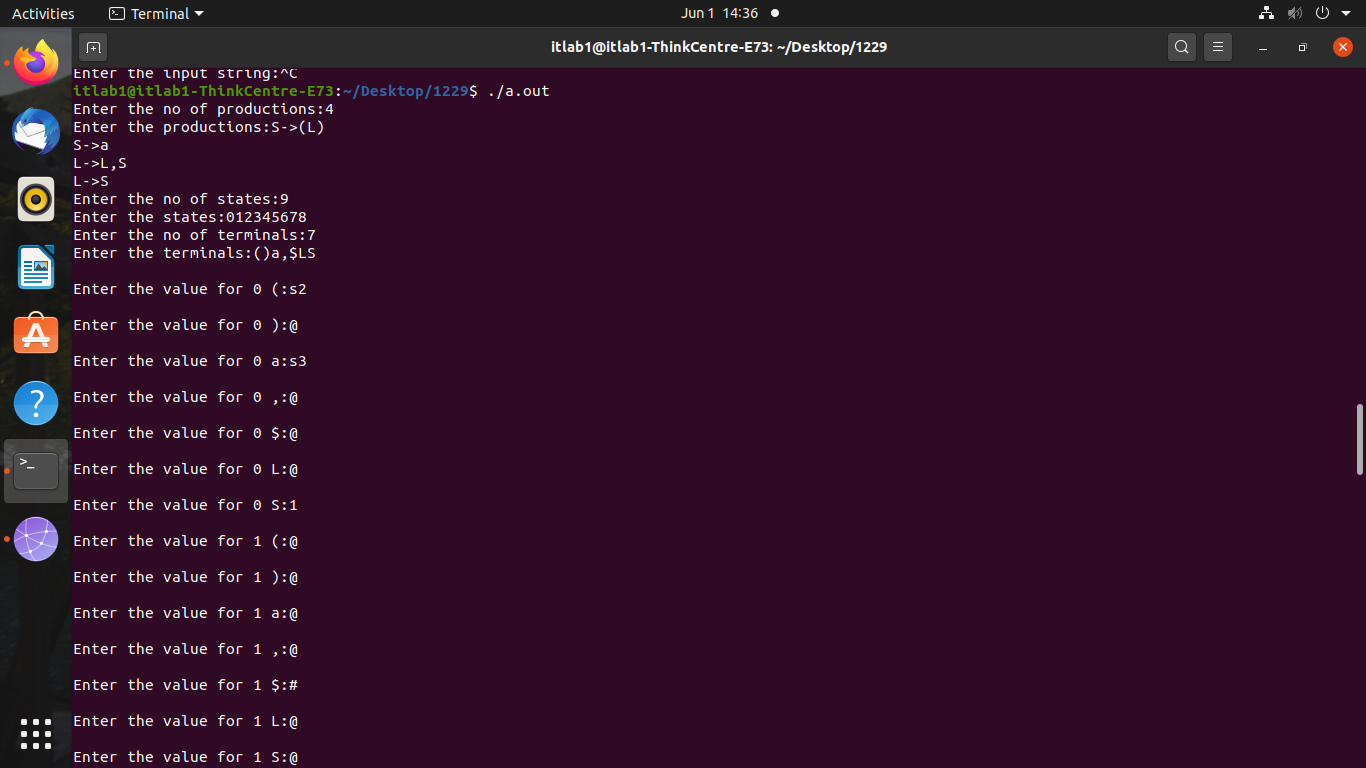 Activities Terminal Jun 1 14:36
itlab1@itlab1-ThinkCentre-E73: ~/Desktop/1229
Enter the input string:^C
itlab1@itlab1-ThinkCentre-E73:~/Desktop/1229$ ./a.out
Enter the no of productions:4
Enter the productions:S->(L)
S->a
L->L,S
L->S
Enter the no of states:9
Enter the states:012345678
Enter the no of terminals:7
Enter the terminals:()a,$LS
Enter the value for 0 (:s2
Enter the value for 0 ):@
Enter the value for 0 a:s3
Enter the value for 0 ,:@
Enter the value for 0 $:@
Enter the value for 0 L:@
Enter the value for 0 S:1
Enter the value for 1 (:@
Enter the value for 1 ):@
Enter the value for 1 a:@
Enter the value for 1 ,:@
Enter the value for 1 $:#
Enter the value for 1 L:@
Enter the value for 1 S:@